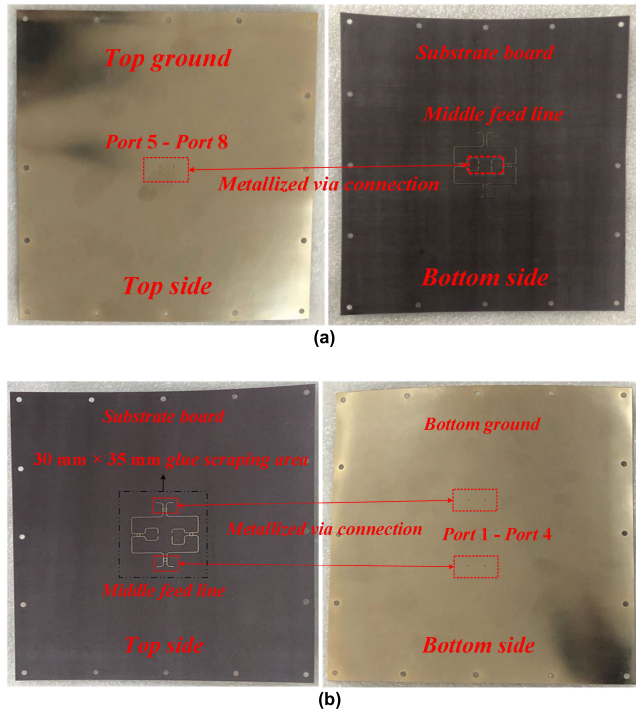 Top ground
Substrate board
Middle feed line
Port 5 - Port 8
Metallized via connection
Top side
Bottom side
(a)
Substrate board
Bottom ground
30 mm × 35 mm glue scraping area
Metallized via connection
Port 1 - Port 4
Middle feed line
Top side
Bottom side
(b)